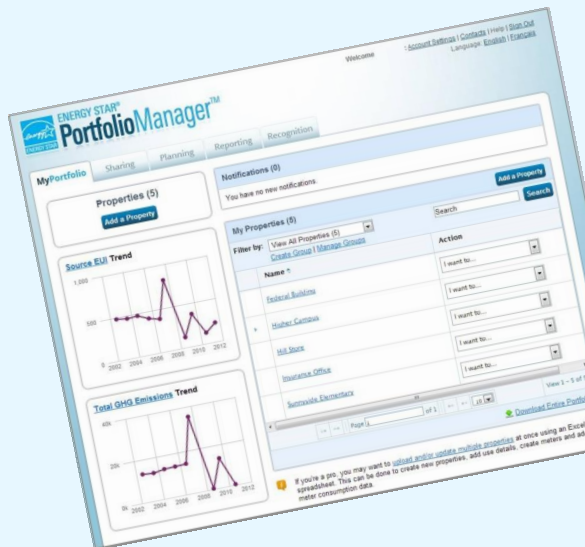 Welcome
: Account Settings | Contacts | Help | Sign Out
Language: English | Français
ENERGY STAR®
PortfolioManager™
ENERGY STAR
MyPortfolio
Sharing
Planning
Reporting
Recognition
Properties (5)
Add a Property
Notifications (0)
You have no new notifications.
My Properties (5)
Add a Property
Filter by: View All Properties (5)
Search
Search
Create Group | Manage Groups
Name
Action
Federal Building
I want to...
Higher Campus
I want to...
Hill Store
I want to...
Insurance Office
I want to...
Sunnyside Elementary
Page 1 of 1
10
View 1 - 5 of
Download Entire Portfol
Source EUI Trend
1,000
500
0
2002 2004 2006 2008 2010 2012
Total GHG Emissions Trend
40k
20k
0k
2002 2004 2006 2008 2010 2012
If you're a pro, you may want to upload and/or update multiple properties at once using an Excel
spreadsheet. This can be done to create new properties, add use details, create meters and ad
meter consumption data.